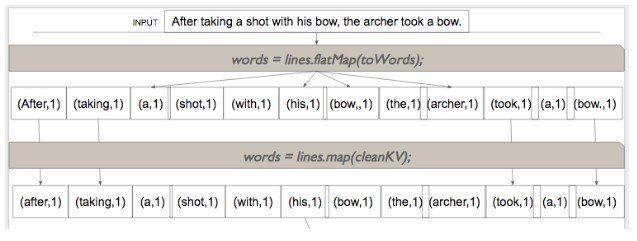 INPUT After taking a shot with his bow, the archer took a bow.
words = lines.flatMap(toWords);
(After,1) (taking,1) (a,1) (shot,1) (with,1) (his,1) (bow,,1) (the,1) (archer,1) (took,1) (a,1) (bow.,1)
words = lines.map(cleanKV);
(after,1) (taking,1) (a,1) (shot,1) (with,1) (his,1) (bow,1) (the,1) (archer,1) (took,1) (a,1) (bow,1)